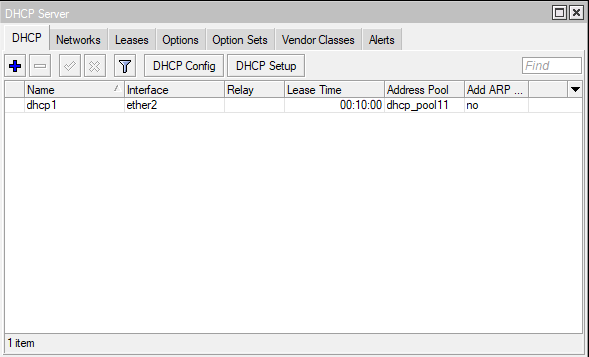 DHCP Server
DHCP Networks Leases Options Option Sets Vendor Classes Alerts
DHCP Config DHCP Setup Find
Name Interface Relay Lease Time Address Pool Add ARP ...
dhcp1 ether2 00:10:00 dhcp_pool11 no
1 item